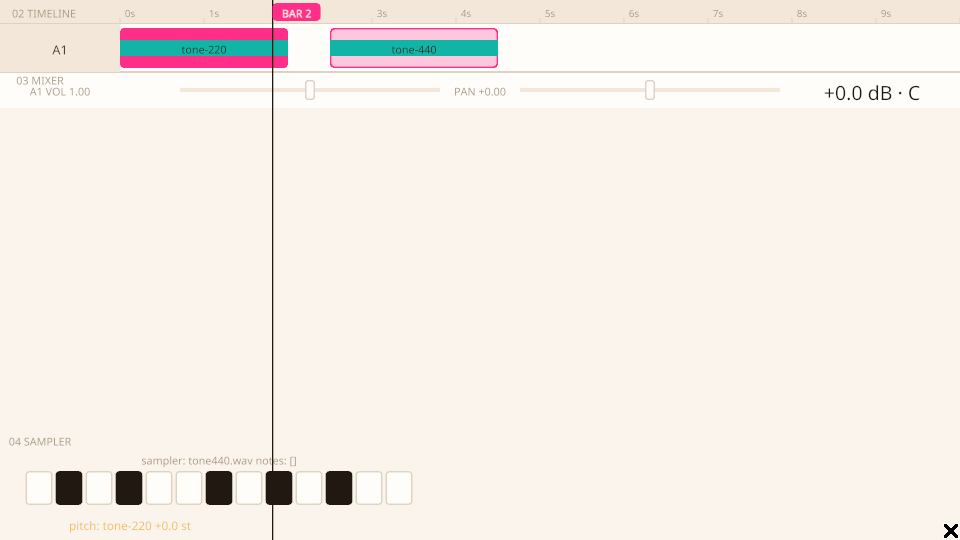 02 TIMELINE
0s 1s BAR 2 3s 4s 5s 6s 7s 8s 9s
A1 tone-220 tone-440
03 MIXER
A1 VOL 1.00 PAN +0.00 +0.0 dB · C
04 SAMPLER
sampler: tone440.wav notes: []
pitch: tone-220 +0.0 st